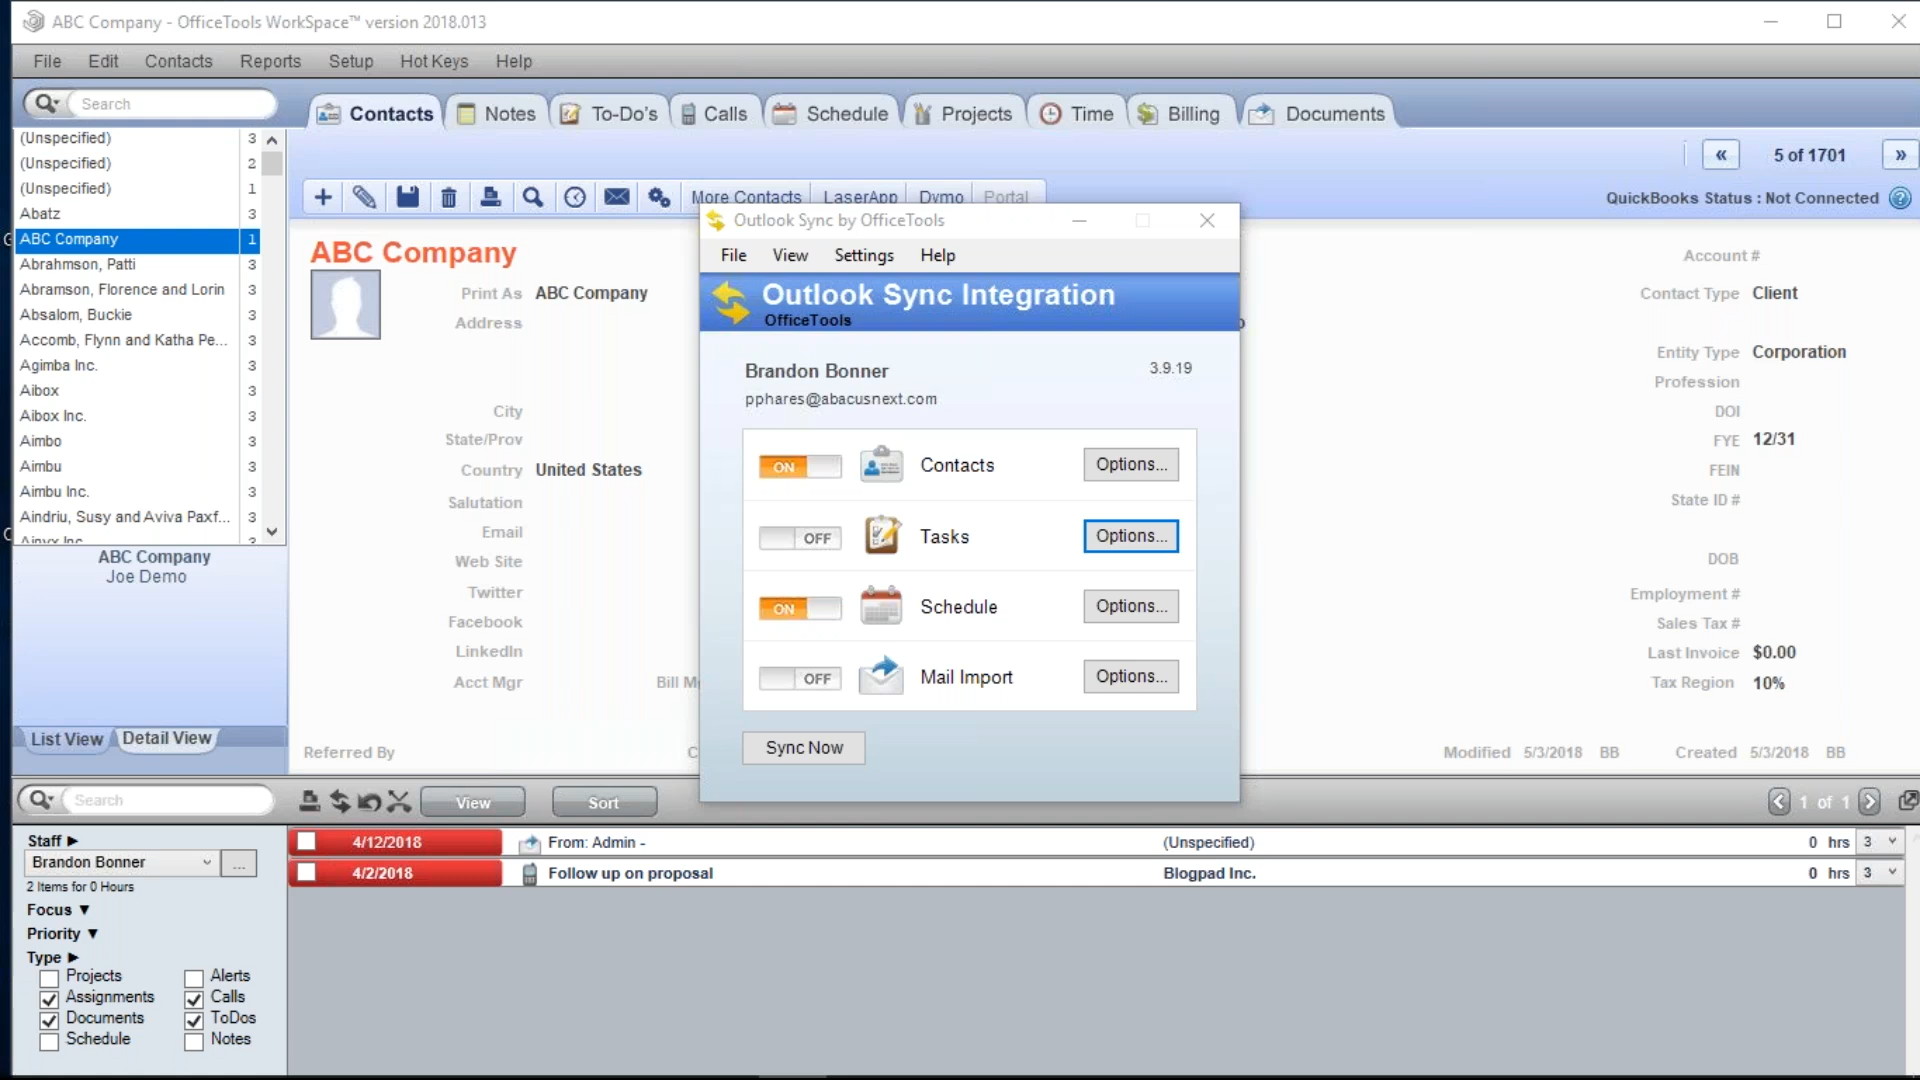 ABC Company - OfficeTools WorkSpace™ version 2018.013
File Edit Contacts Reports Setup Hot Keys Help
Search
Contacts Notes To-Do's Calls Schedule Projects Time Billing Documents
(Unspecified) 3
(Unspecified) 2
(Unspecified) 1
Abatz 3
ABC Company 1
Abrahmson, Patti 3
Abramson, Florence and Lorin 3
Absalom, Buckie 3
Accomb, Flynn and Katha Pe... 3
Agimba Inc. 3
Aibox 3
Aibox Inc. 3
Aimbo 3
Aimbu 3
Aimbu Inc. 3
Aindriu, Susy and Aviva Paxf... 3
Ainyx Inc.
ABC Company
Joe Demo
List View Detail View
« 5 of 1701 »
More Contacts LaserApp Dymo Portal
QuickBooks Status : Not Connected
ABC Company
Print As ABC Company
Address
City
State/Prov
Country United States
Salutation
Email
Web Site
Twitter
Facebook
LinkedIn
Acct Mgr Bill M
Referred By
Account #
Contact Type Client
Entity Type Corporation
Profession
DOI
FYE 12/31
FEIN
State ID #
DOB
Employment #
Sales Tax #
Last Invoice $0.00
Tax Region 10%
Modified 5/3/2018 BB Created 5/3/2018 BB
Outlook Sync by OfficeTools
File View Settings Help
Outlook Sync Integration
OfficeTools
Brandon Bonner 3.9.19
pphares@abacusnext.com
ON Contacts Options...
OFF Tasks Options...
ON Schedule Options...
OFF Mail Import Options...
Sync Now
Search
View Sort
1 of 1
Staff
Brandon Bonner ...
2 Items for 0 Hours
Focus
Priority
Type
Projects Alerts
Assignments Calls
Documents ToDos
Schedule Notes
4/12/2018 From: Admin - (Unspecified) 0 hrs 3
4/2/2018 Follow up on proposal Blogpad Inc. 0 hrs 3